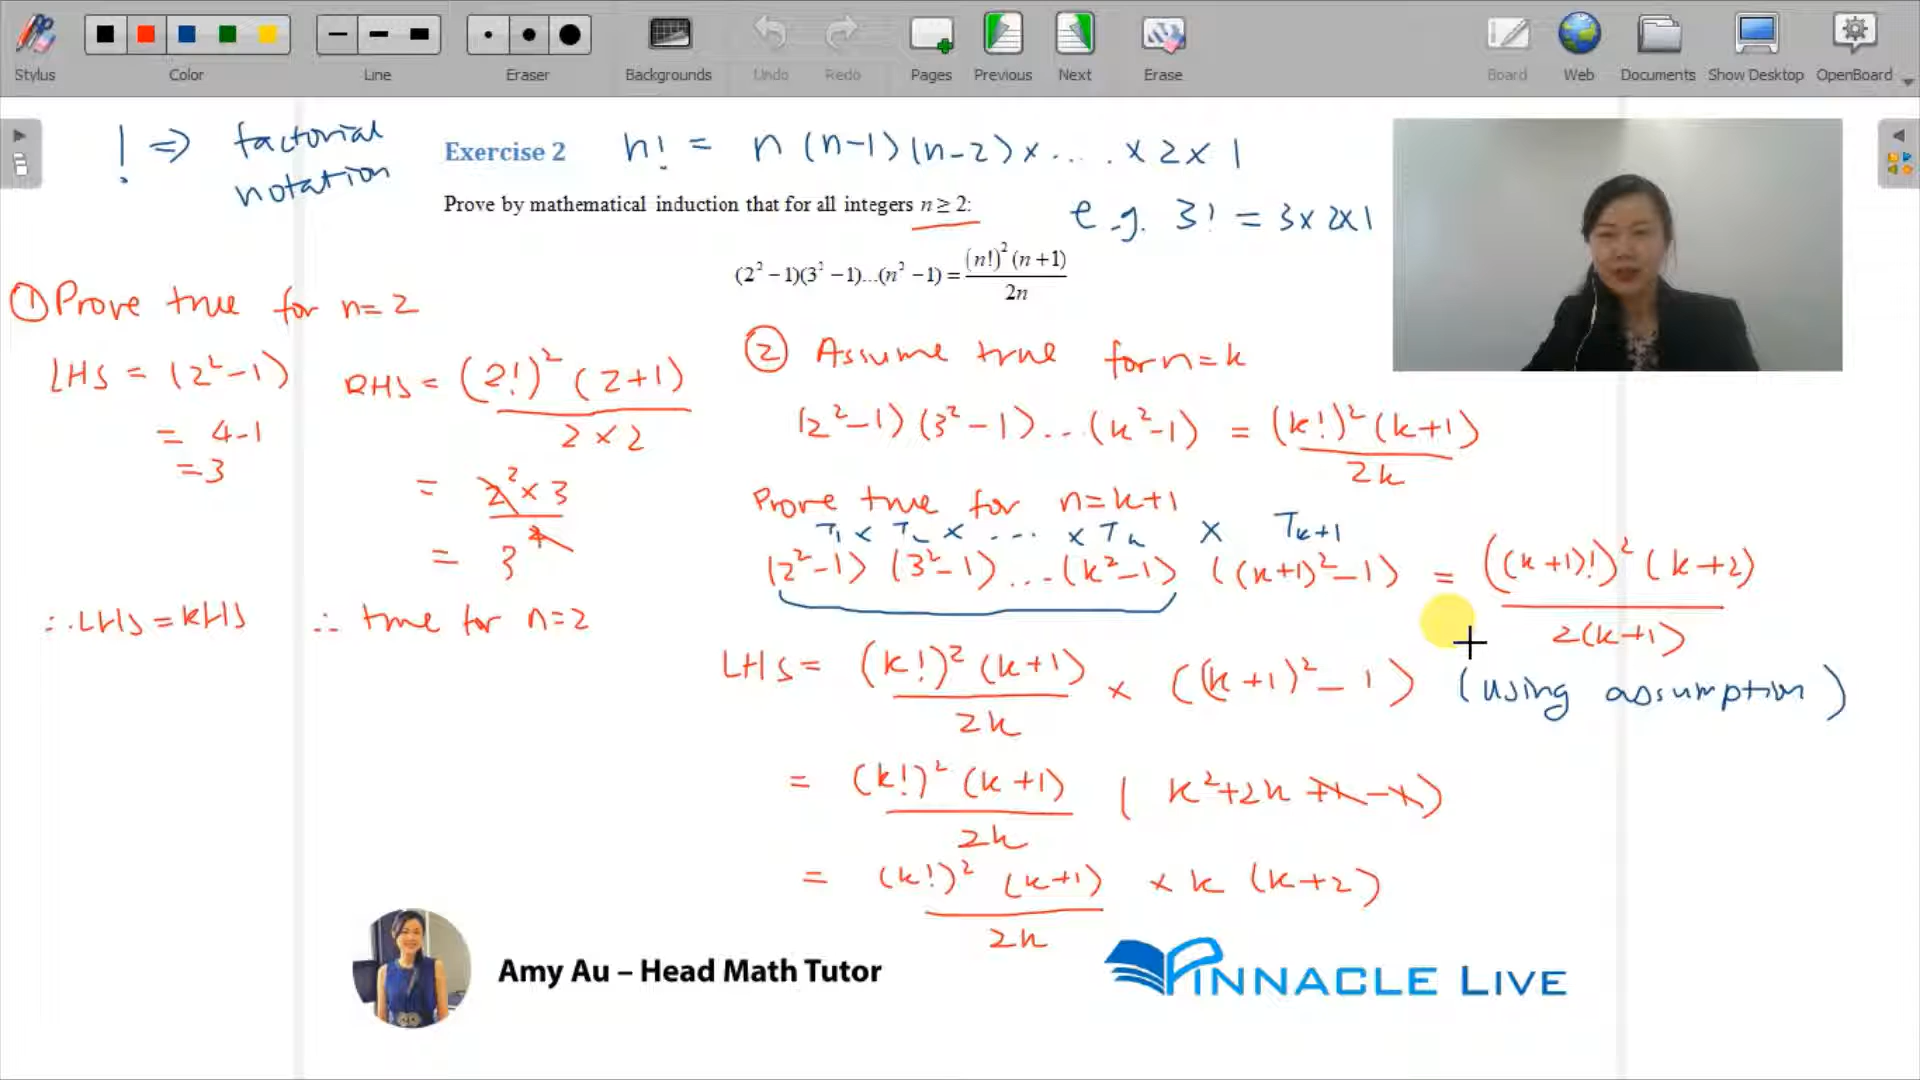 Stylus Color Line Eraser Backgrounds Undo Redo Pages Previous Next Erase Board Web Documents Show Desktop OpenBoard
! ⇒ factorial
notation
Exercise 2
n! = n (n-1) (n-2) x .... x 2 x 1
Prove by mathematical induction that for all integers n ≥ 2:
e.g. 3! = 3x2x1
(2² −1)(3² −1)...(n² −1) = (n!)² (n+1) / 2n
① Prove true for n=2
LHS = (2²-1)
= 4-1
=3
RHS = (2!)² (2+1) / 2 x 2
= 2² x 3 / 4
= 3
∴ LHS = RHS ∴ true for n=2
② Assume true for n=k
(2²-1) (3²-1)... (k²-1) = (k!)² (k+1) / 2k
Prove true for n=k+1
T₁ x T₂ x ... x Tₖ x Tₖ₊₁
(2²-1) (3²-1) ... (k²-1) ((k+1)²-1) = ((k+1)!)² (k+2) / 2(k+1)
LHS = (k!)² (k+1) / 2k x ((k+1)² - 1) (using assumption)
= (k!)² (k+1) / 2k (k²+2k+1-1)
= (k!)² (k+1) / 2k x k (k+2)
Amy Au – Head Math Tutor
PINNACLE LIVE